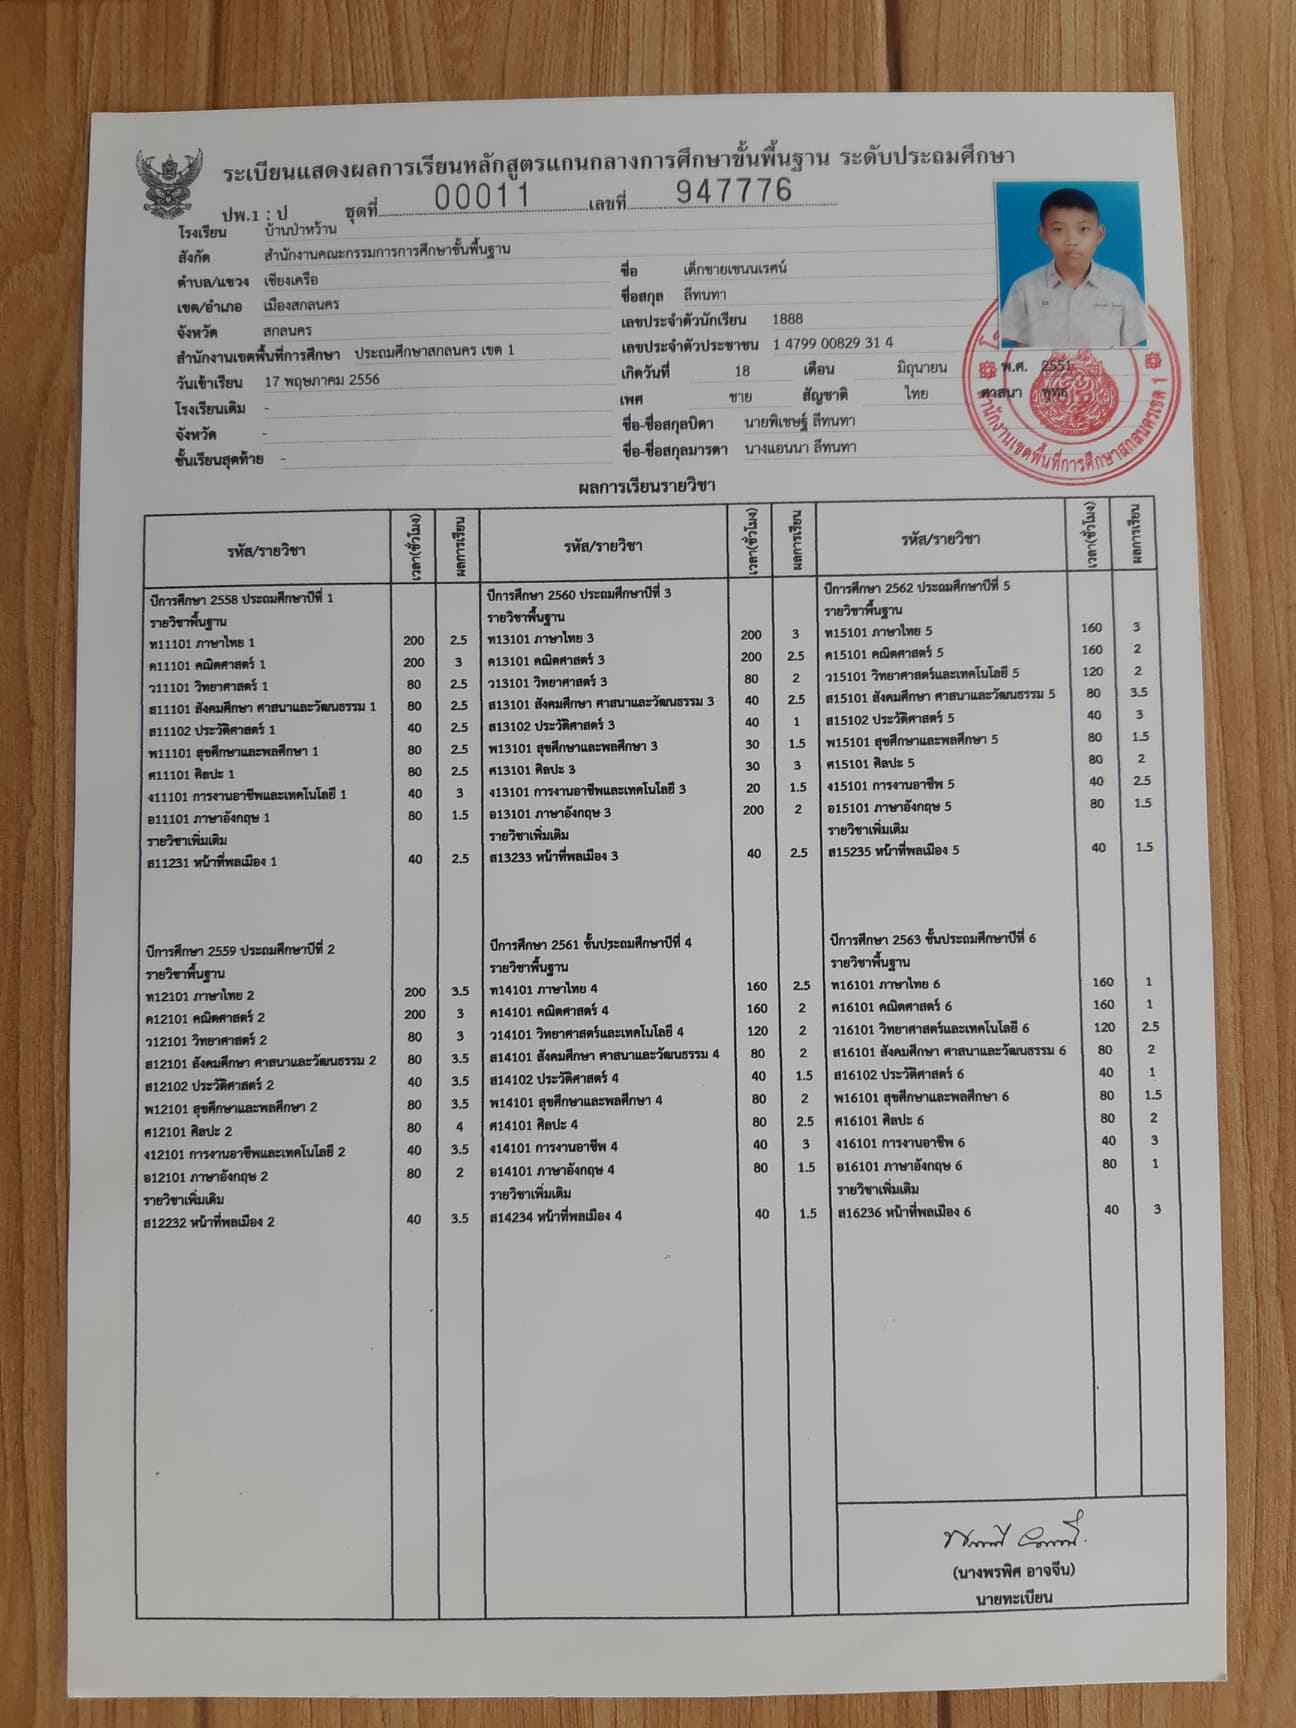 ระเบียนแสดงผลการเรียนหลักสูตรแกนกลางการศึกษาขั้นพื้นฐาน ระดับประถมศึกษา
ปพ.1 : ป ชุดที่ 00011 เลขที่ 947776
โรงเรียน บ้านป่าหว้าน
สังกัด สำนักงานคณะกรรมการการศึกษาขั้นพื้นฐาน
ตำบล/แขวง เชียงเครือ
เขต/อำเภอ เมืองสกลนคร
จังหวัด สกลนคร
สำนักงานเขตพื้นที่การศึกษา ประถมศึกษาสกลนคร เขต 1
วันเข้าเรียน 17 พฤษภาคม 2556
โรงเรียนเดิม -
จังหวัด -
ชั้นเรียนสุดท้าย -
ชื่อ เด็กชายเชนนเรศน์
ชื่อสกุล ลีทนทา
เลขประจำตัวนักเรียน 1888
เลขประจำตัวประชาชน 1 4799 00829 31 4
เกิดวันที่ 18 เดือน มิถุนายน พ.ศ. 2551
เพศ ชาย สัญชาติ ไทย ศาสนา พุทธ
ชื่อ-ชื่อสกุลบิดา นายพิเชษฐ์ ลีทนทา
ชื่อ-ชื่อสกุลมารดา นางแอนนา ลีทนทา
สำนักงานเขตพื้นที่การศึกษาสกลนครเขต 1
ผลการเรียนรายวิชา
รหัส/รายวิชา เวลา(ชั่วโมง) ผลการเรียน รหัส/รายวิชา เวลา(ชั่วโมง) ผลการเรียน รหัส/รายวิชา เวลา(ชั่วโมง) ผลการเรียน
ปีการศึกษา 2558 ประถมศึกษาปีที่ 1
รายวิชาพื้นฐาน
ท11101 ภาษาไทย 1 200 2.5
ค11101 คณิตศาสตร์ 1 200 3
ว11101 วิทยาศาสตร์ 1 80 2.5
ส11101 สังคมศึกษา ศาสนาและวัฒนธรรม 1 80 2.5
ส11102 ประวัติศาสตร์ 1 40 2.5
พ11101 สุขศึกษาและพลศึกษา 1 80 2.5
ศ11101 ศิลปะ 1 80 2.5
ง11101 การงานอาชีพและเทคโนโลยี 1 40 3
อ11101 ภาษาอังกฤษ 1 80 1.5
รายวิชาเพิ่มเติม
ส11231 หน้าที่พลเมือง 1 40 2.5
ปีการศึกษา 2559 ประถมศึกษาปีที่ 2
รายวิชาพื้นฐาน
ท12101 ภาษาไทย 2 200 3.5
ค12101 คณิตศาสตร์ 2 200 3
ว12101 วิทยาศาสตร์ 2 80 3
ส12101 สังคมศึกษา ศาสนาและวัฒนธรรม 2 80 3.5
ส12102 ประวัติศาสตร์ 2 40 3.5
พ12101 สุขศึกษาและพลศึกษา 2 80 3.5
ศ12101 ศิลปะ 2 80 4
ง12101 การงานอาชีพและเทคโนโลยี 2 40 3.5
อ12101 ภาษาอังกฤษ 2 80 2
รายวิชาเพิ่มเติม
ส12232 หน้าที่พลเมือง 2 40 3.5
ปีการศึกษา 2560 ประถมศึกษาปีที่ 3
รายวิชาพื้นฐาน
ท13101 ภาษาไทย 3 200 3
ค13101 คณิตศาสตร์ 3 200 2.5
ว13101 วิทยาศาสตร์ 3 80 2
ส13101 สังคมศึกษา ศาสนาและวัฒนธรรม 3 40 2.5
ส13102 ประวัติศาสตร์ 3 40 1
พ13101 สุขศึกษาและพลศึกษา 3 30 1.5
ศ13101 ศิลปะ 3 30 3
ง13101 การงานอาชีพและเทคโนโลยี 3 20 1.5
อ13101 ภาษาอังกฤษ 3 200 2
รายวิชาเพิ่มเติม
ส13233 หน้าที่พลเมือง 3 40 2.5
ปีการศึกษา 2561 ชั้นประถมศึกษาปีที่ 4
รายวิชาพื้นฐาน
ท14101 ภาษาไทย 4 160 2.5
ค14101 คณิตศาสตร์ 4 160 2
ว14101 วิทยาศาสตร์และเทคโนโลยี 4 120 2
ส14101 สังคมศึกษา ศาสนาและวัฒนธรรม 4 80 2
ส14102 ประวัติศาสตร์ 4 40 1.5
พ14101 สุขศึกษาและพลศึกษา 4 80 2
ศ14101 ศิลปะ 4 80 2.5
ง14101 การงานอาชีพ 4 40 3
อ14101 ภาษาอังกฤษ 4 80 1.5
รายวิชาเพิ่มเติม
ส14234 หน้าที่พลเมือง 4 40 1.5
ปีการศึกษา 2562 ประถมศึกษาปีที่ 5
รายวิชาพื้นฐาน
ท15101 ภาษาไทย 5 160 3
ค15101 คณิตศาสตร์ 5 160 2
ว15101 วิทยาศาสตร์และเทคโนโลยี 5 120 2
ส15101 สังคมศึกษา ศาสนาและวัฒนธรรม 5 80 3.5
ส15102 ประวัติศาสตร์ 5 40 3
พ15101 สุขศึกษาและพลศึกษา 5 80 1.5
ศ15101 ศิลปะ 5 80 2
ง15101 การงานอาชีพ 5 40 2.5
อ15101 ภาษาอังกฤษ 5 80 1.5
รายวิชาเพิ่มเติม
ส15235 หน้าที่พลเมือง 5 40 1.5
ปีการศึกษา 2563 ชั้นประถมศึกษาปีที่ 6
รายวิชาพื้นฐาน
ท16101 ภาษาไทย 6 160 1
ค16101 คณิตศาสตร์ 6 160 1
ว16101 วิทยาศาสตร์และเทคโนโลยี 6 120 2.5
ส16101 สังคมศึกษา ศาสนาและวัฒนธรรม 6 80 2
ส16102 ประวัติศาสตร์ 6 40 1
พ16101 สุขศึกษาและพลศึกษา 6 80 1.5
ศ16101 ศิลปะ 6 80 2
ง16101 การงานอาชีพ 6 40 3
อ16101 ภาษาอังกฤษ 6 80 1
รายวิชาเพิ่มเติม
ส16236 หน้าที่พลเมือง 6 40 3
(นางพรพิศ อาจจีน)
นายทะเบียน